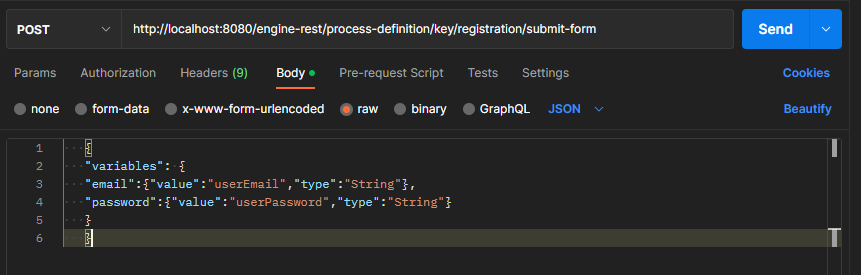 POST http://localhost:8080/engine-rest/process-definition/key/registration/submit-form Send
Params Authorization Headers (9) Body Pre-request Script Tests Settings Cookies
none form-data x-www-form-urlencoded raw binary GraphQL JSON Beautify
1 {
2 "variables": {
3 "email":{"value":"userEmail","type":"String"},
4 "password":{"value":"userPassword","type":"String"}
5 }
6 }